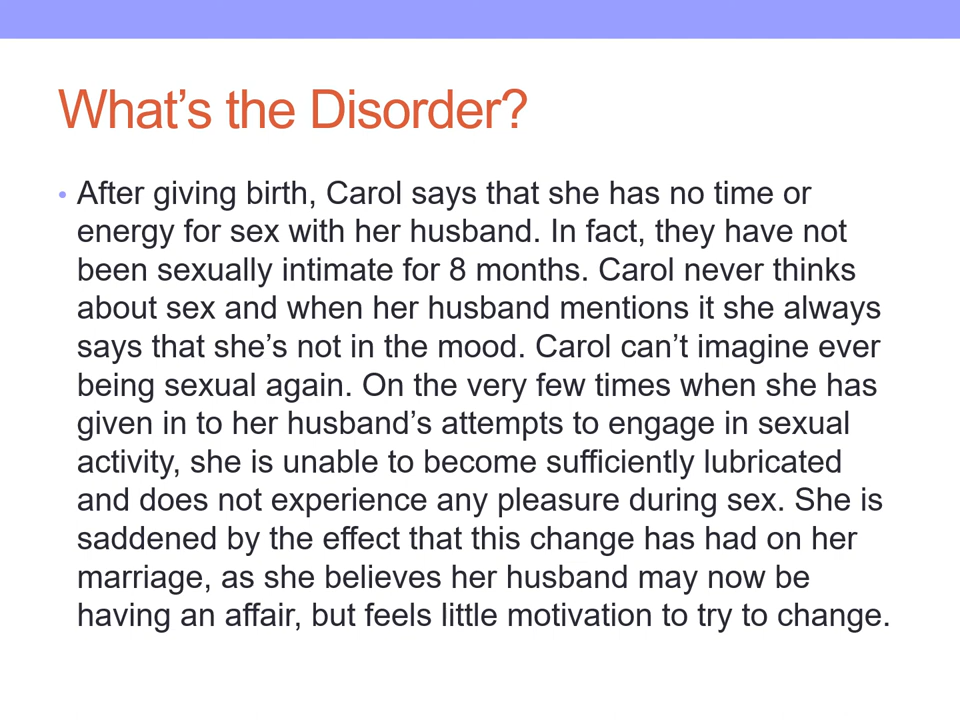 What’s the Disorder?
• After giving birth, Carol says that she has no time or
energy for sex with her husband. In fact, they have not
been sexually intimate for 8 months. Carol never thinks
about sex and when her husband mentions it she always
says that she’s not in the mood. Carol can’t imagine ever
being sexual again. On the very few times when she has
given in to her husband’s attempts to engage in sexual
activity, she is unable to become sufficiently lubricated
and does not experience any pleasure during sex. She is
saddened by the effect that this change has had on her
marriage, as she believes her husband may now be
having an affair, but feels little motivation to try to change.